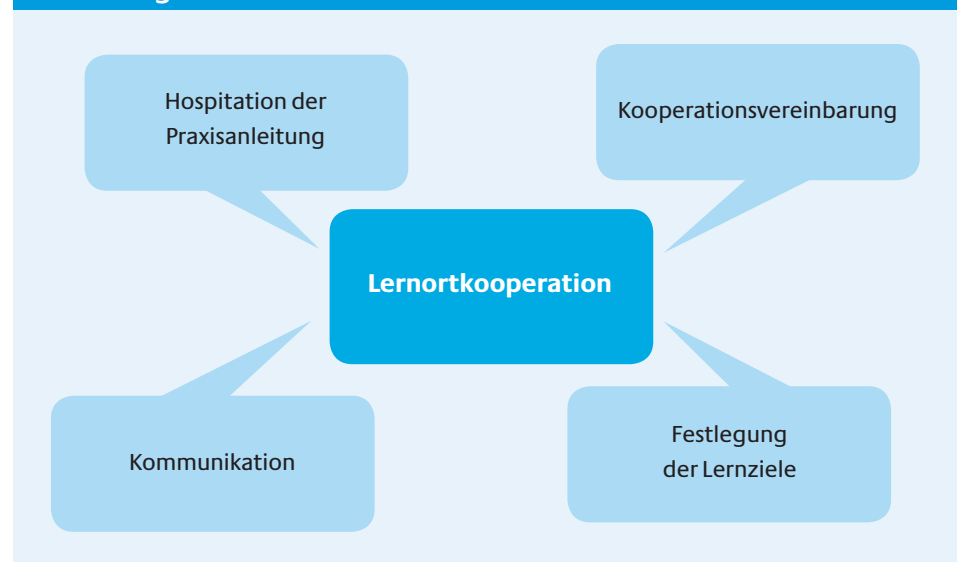 Hospitation der
Praxisanleitung
Kooperationsvereinbarung
Lernortkooperation
Kommunikation
Festlegung
der Lernziele